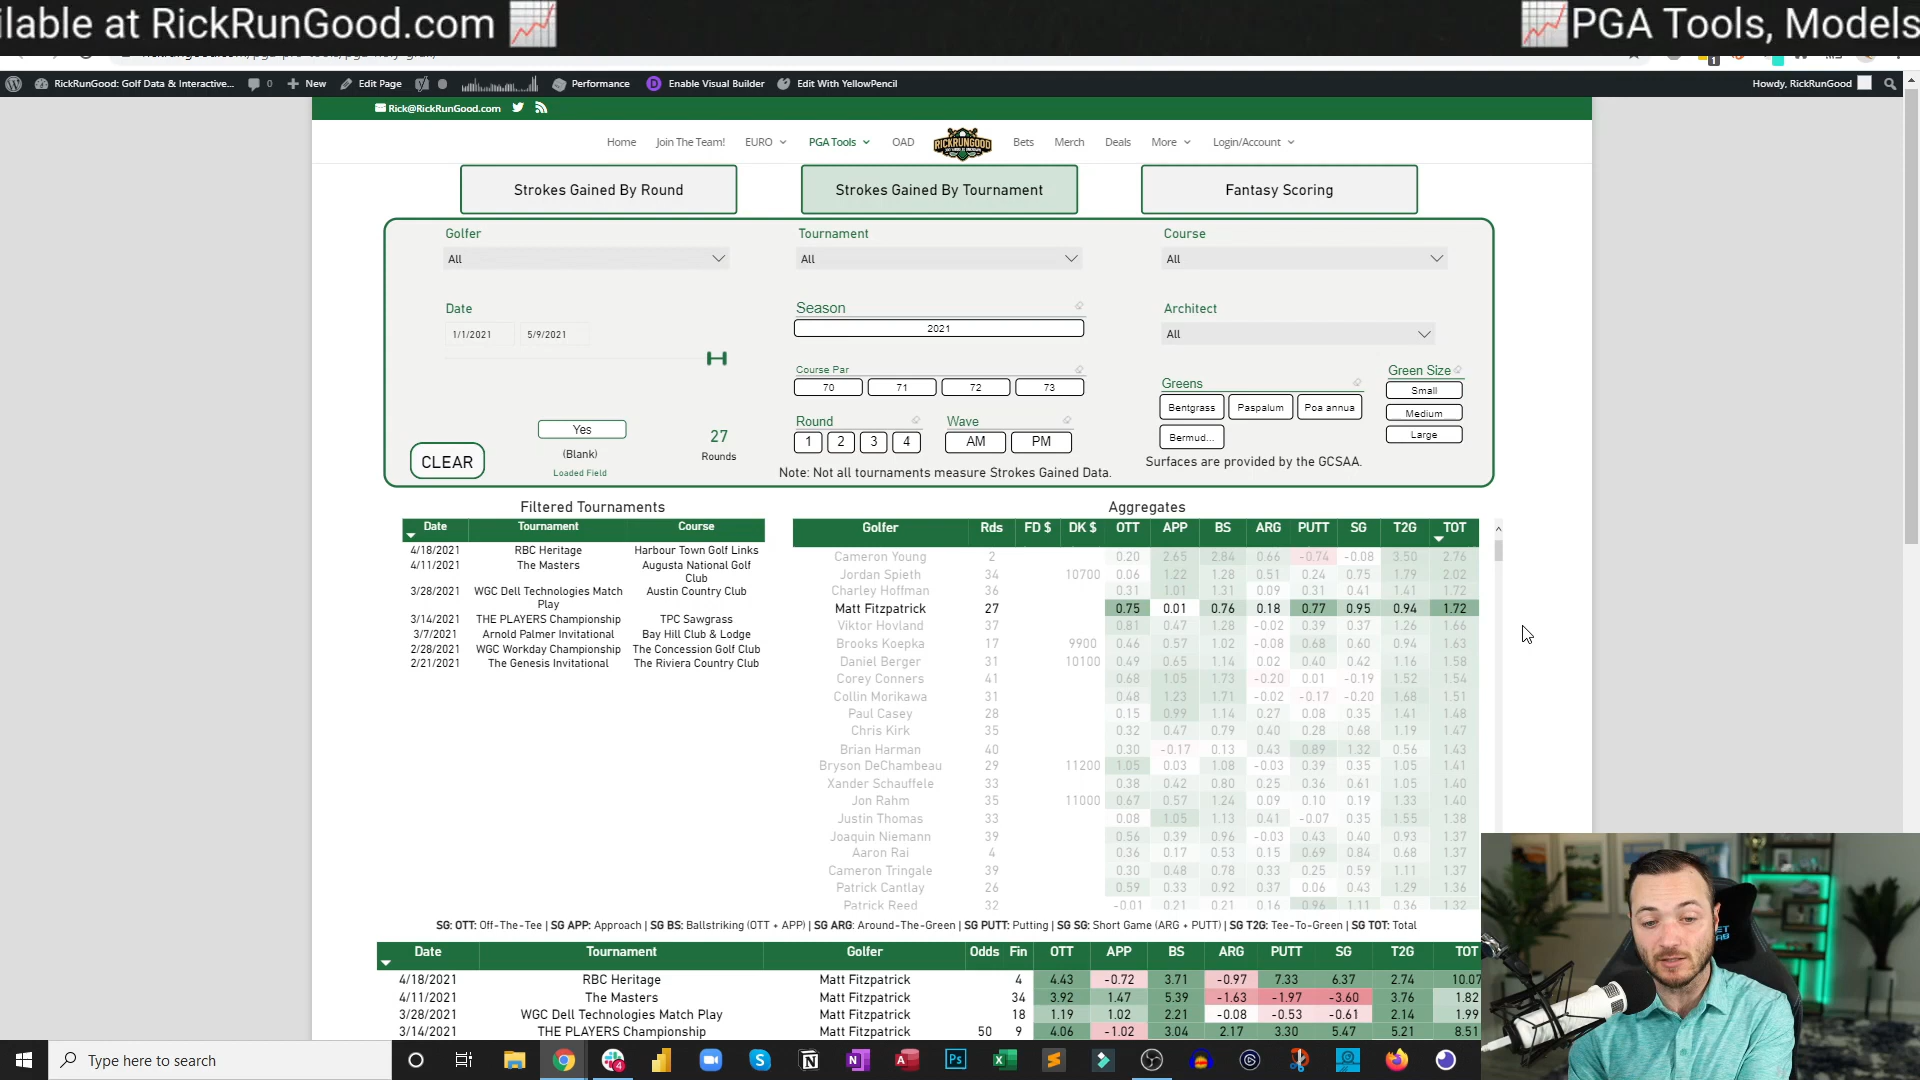 ilable at RickRunGood.com
PGA Tools, Models
RickRunGood: Golf Data & Interactive...
0
New
Edit Page
Performance
Enable Visual Builder
Edit With YellowPencil
Howdy, RickRunGood
Rick@RickRunGood.com
Home Join The Team! EURO PGA Tools OAD RICKRUNGOOD Bets Merch Deals More Login/Account
Strokes Gained By Round
Strokes Gained By Tournament
Fantasy Scoring
Golfer
All
Tournament
All
Course
All
Date
1/1/2021 5/9/2021
Season
2021
Architect
All
Course Par
70 71 72 73
Greens
Bentgrass Paspalum Poa annua
Bermud...
Green Size
Small
Medium
Large
Round
1 2 3 4
Wave
AM PM
Yes
(Blank)
Loaded Field
27
Rounds
CLEAR
Note: Not all tournaments measure Strokes Gained Data.
Surfaces are provided by the GCSAA.
Filtered Tournaments
Date Tournament Course
4/18/2021 RBC Heritage Harbour Town Golf Links
4/11/2021 The Masters Augusta National Golf
Club
3/28/2021 WGC Dell Technologies Match Austin Country Club
Play
3/14/2021 THE PLAYERS Championship TPC Sawgrass
3/7/2021 Arnold Palmer Invitational Bay Hill Club & Lodge
2/28/2021 WGC Workday Championship The Concession Golf Club
2/21/2021 The Genesis Invitational The Riviera Country Club
Aggregates
Golfer Rds FD $ DK $ OTT APP BS ARG PUTT SG T2G TOT
Cameron Young 2 0.20 2.65 2.84 0.66 -0.74 -0.08 3.50 2.76
Jordan Spieth 34 10700 0.06 1.22 1.28 0.51 0.24 0.75 1.79 2.02
Charley Hoffman 36 0.31 1.01 1.31 0.09 0.31 0.41 1.41 1.72
Matt Fitzpatrick 27 0.75 0.01 0.76 0.18 0.77 0.95 0.94 1.72
Viktor Hovland 37 0.81 0.47 1.28 -0.02 0.39 0.37 1.26 1.66
Brooks Koepka 17 9900 0.46 0.57 1.02 -0.08 0.68 0.60 0.94 1.63
Daniel Berger 31 10100 0.49 0.65 1.14 0.02 0.40 0.42 1.16 1.58
Corey Conners 41 0.68 1.05 1.73 -0.20 0.01 -0.19 1.52 1.54
Collin Morikawa 31 0.48 1.23 1.71 -0.02 -0.17 -0.20 1.68 1.51
Paul Casey 28 0.15 0.99 1.14 0.27 0.08 0.35 1.41 1.48
Chris Kirk 35 0.32 0.47 0.79 0.40 0.28 0.68 1.19 1.47
Brian Harman 40 0.30 -0.17 0.13 0.43 0.89 1.32 0.56 1.43
Bryson DeChambeau 29 11200 1.05 0.03 1.08 -0.03 0.39 0.35 1.05 1.41
Xander Schauffele 33 0.38 0.42 0.80 0.25 0.36 0.61 1.05 1.40
Jon Rahm 35 11000 0.67 0.57 1.24 0.09 0.10 0.19 1.33 1.40
Justin Thomas 33 0.08 1.05 1.13 0.41 -0.07 0.35 1.55 1.38
Joaquin Niemann 39 0.56 0.39 0.96 -0.03 0.43 0.40 0.93 1.37
Aaron Rai 4 0.36 0.17 0.53 0.15 0.69 0.84 0.68 1.37
Cameron Tringale 39 0.30 0.48 0.78 0.33 0.25 0.59 1.11 1.37
Patrick Cantlay 26 0.59 0.33 0.92 0.37 0.06 0.43 1.29 1.36
Patrick Reed 32 -0.01 0.21 0.21 0.16 0.96 1.11 0.36 1.32
SG: OTT: Off-The-Tee | SG APP: Approach | SG BS: Ballstriking (OTT + APP) | SG ARG: Around-The-Green | SG PUTT: Putting | SG SG: Short Game (ARG + PUTT) | SG T2G: Tee-To-Green | SG TOT: Total
Date Tournament Golfer Odds Fin OTT APP BS ARG PUTT SG T2G TOT
4/18/2021 RBC Heritage Matt Fitzpatrick 4 4.43 -0.72 3.71 -0.97 7.33 6.37 2.74 10.07
4/11/2021 The Masters Matt Fitzpatrick 34 3.92 1.47 5.39 -1.63 -1.97 -3.60 3.76 1.82
3/28/2021 WGC Dell Technologies Match Play Matt Fitzpatrick 18 1.19 1.02 2.21 -0.08 -0.53 -0.61 2.14 1.99
3/14/2021 THE PLAYERS Championship Matt Fitzpatrick 50 9 4.06 -1.02 3.04 2.17 3.30 5.47 5.21 8.51
Type here to search